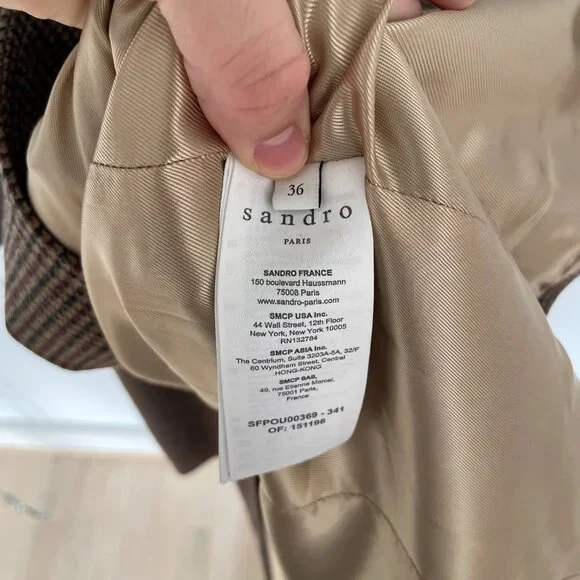 36
sandro
PARIS
SANDRO FRANCE
150 boulevard Haussmann
75008 Paris
www.sandro-paris.com
SMCP USA Inc.
44 Wall Street, 12th Floor
New York, New York 10005
RN132784
SMCP ASIA Inc.
The Centrium, Suite 3203A-5A, 32/F
60 Wyndham Street, Central
HONG-KONG
SMCP SAS,
49, rue Etienne Marcel,
75001 Paris,
France
SFPOU00369 - 341
OF: 151196